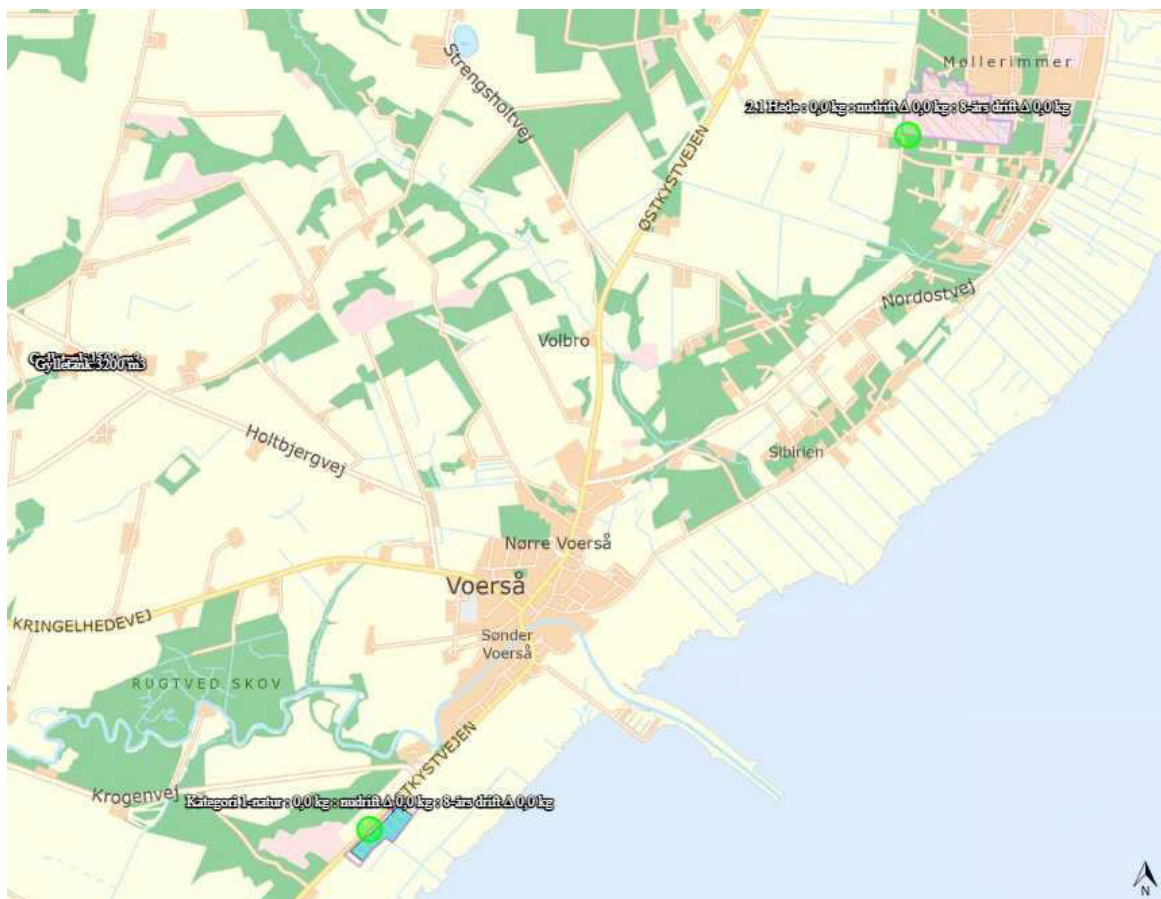 Strengsholtvej
Møllerimmer
2,1 Hede : 0,0 kg : nudrift Δ 0,0 kg : 8-års drift Δ 0,0 kg
ØSTKYSTVEJEN
Nordostvej
Volbro
Gylletank 3200 m3
Holtbjergvej
Sibirien
Nørre Voerså
Voerså
KRINGELHEDEVEJ
Sønder
Voerså
RUGTVED SKOV
ØSTKYSTVEJEN
Krogenvej
Kategori 1-natur : 0,0 kg : nudrift Δ 0,0 kg : 8-års drift Δ 0,0 kg
N